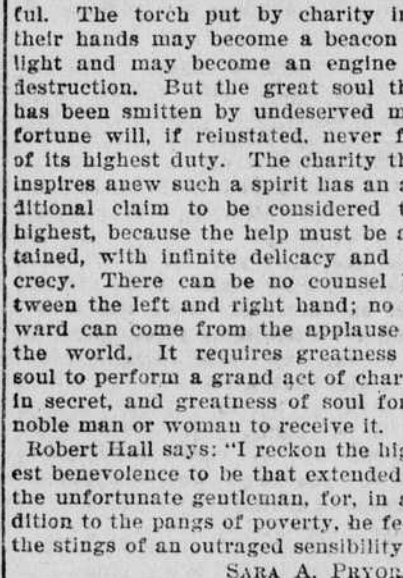 ful. The torch put by charity in
their hands may become a beacon
light and may become an engine
destruction. But the great soul th
has been smitten by undeserved m
fortune will, if reinstated, never f
of its highest duty. The charity th
inspires anew such a spirit has an a
ditional claim to be considered t
highest, because the help must be a
tained, with infinite delicacy and
crecy. There can be no counsel
tween the left and right hand; no
ward can come from the applause
the world. It requires greatness
soul to perform a grand act of char
in secret, and greatness of soul for
noble man or woman to receive it.
Robert Hall says: "I reckon the hig
est benevolence to be that extended
the unfortunate gentleman, for, in a
dition to the pangs of poverty, he fe
the stings of an outraged sensibility
SARA A. PRYOR